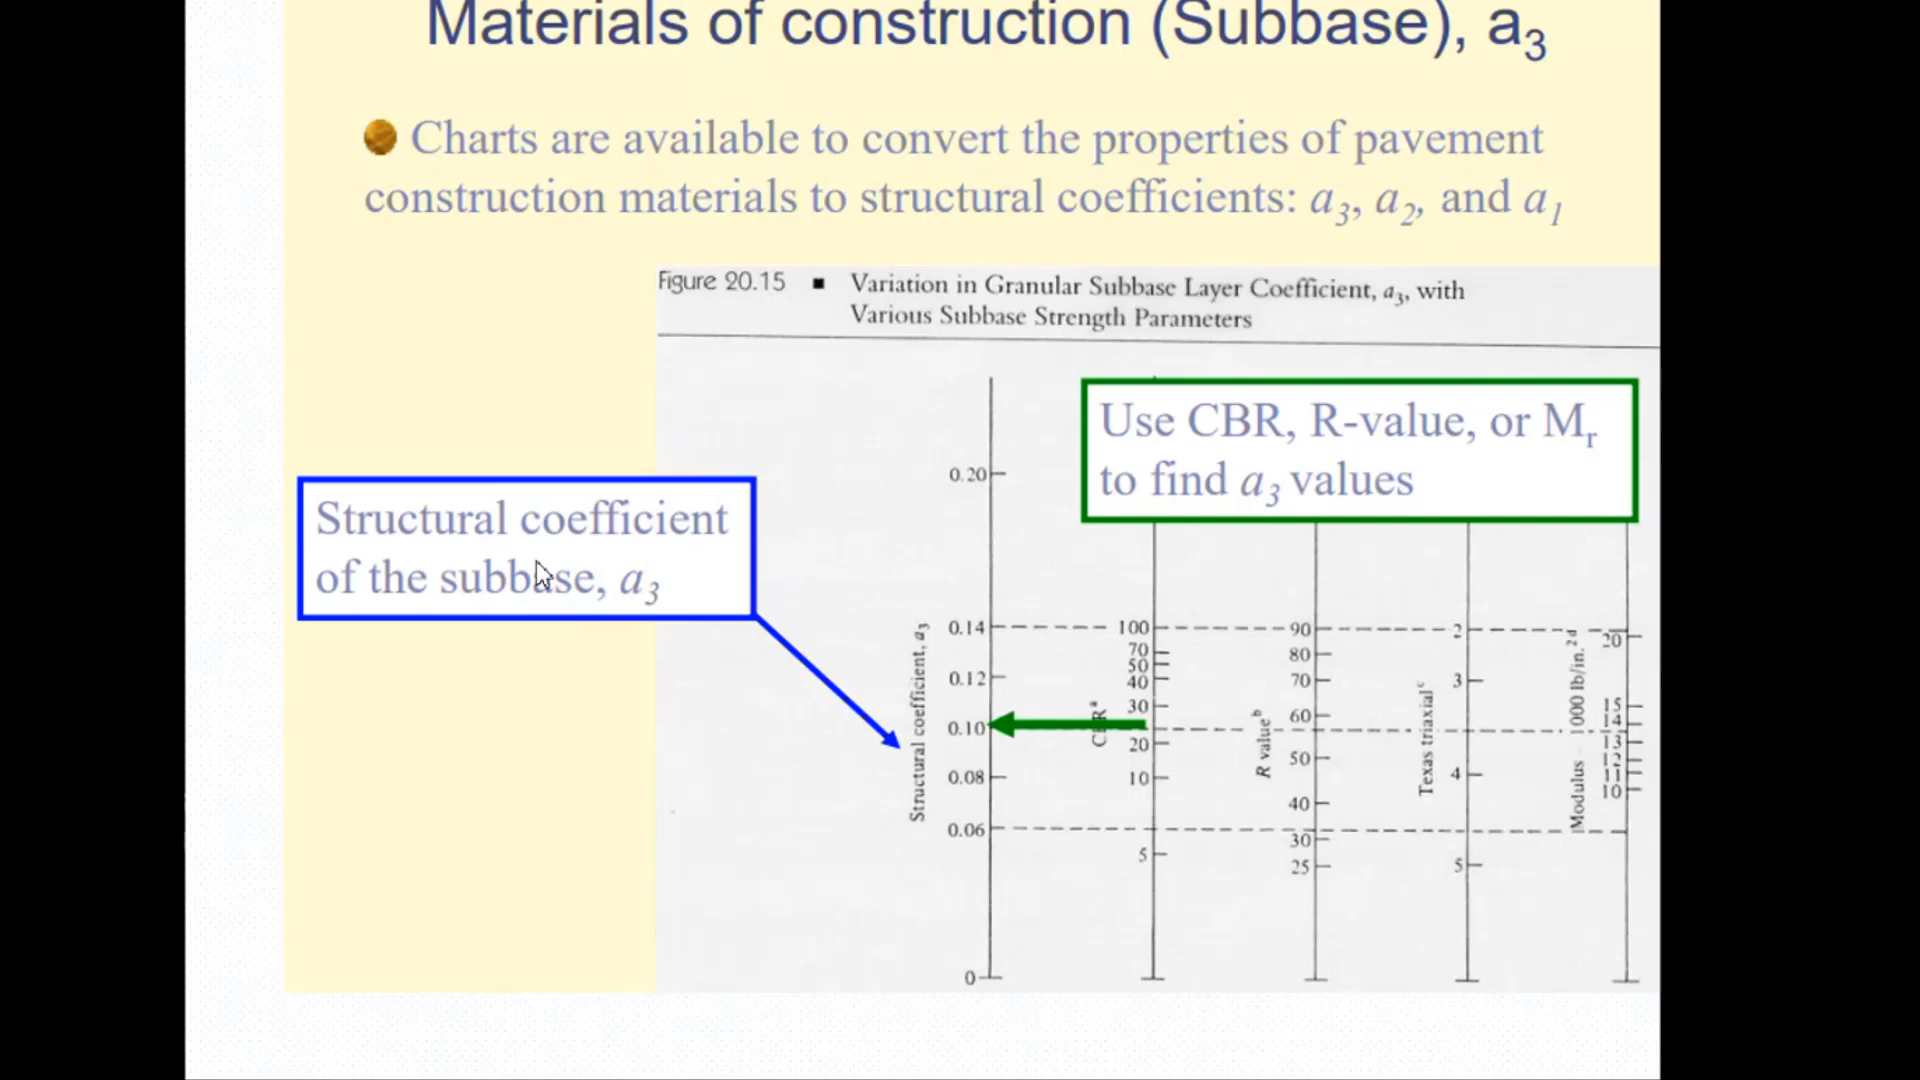 Materials of construction (Subbase), a3
Charts are available to convert the properties of pavement
construction materials to structural coefficients: a3, a2, and a1
Figure 20.15 ■ Variation in Granular Subbase Layer Coefficient, a3, with
Various Subbase Strength Parameters
Use CBR, R-value, or Mr
to find a3 values
Structural coefficient
of the subbase, a3
Structural coefficient, a3
0.20
0.14
0.12
0.10
0.08
0.06
0
100
70
50
40
30
20
10
5
R value b
90
80
70
60
50
40
30
25
Texas triaxial c
2
3
4
5
Modulus – 1000 lb/in.2 d
20
15
14
13
12
11
10